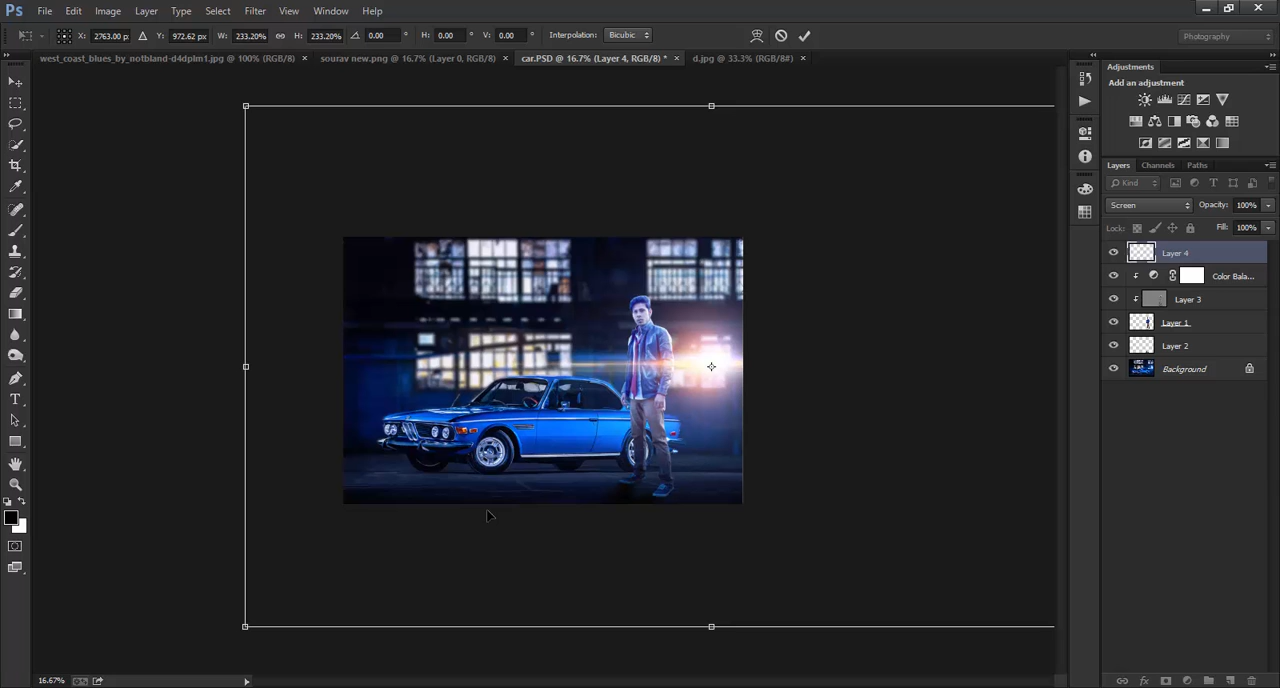 Ps File Edit Image Layer Type Select Filter View Window Help
X: 2763.00 p Y: 972.62 px W: 233.20% H: 233.20% 0.00 ° H: 0.00 ° V: 0.00 ° Interpolation: Bicubic Photography
west_coast_blues_by_notbland-d4dplm1.jpg @ 100% (RGB/8) × sourav new.png @ 16.7% (Layer 0, RGB/8) × car.PSD @ 16.7% (Layer 4, RGB/8) * × d.jpg @ 33.3% (RGB/8#) ×
Adjustments
Add an adjustment
Layers Channels Paths
Kind
Screen Opacity: 100%
Lock: Fill: 100%
Layer 4
Color Bala...
Layer 3
Layer 1
Layer 2
Background
16.67%